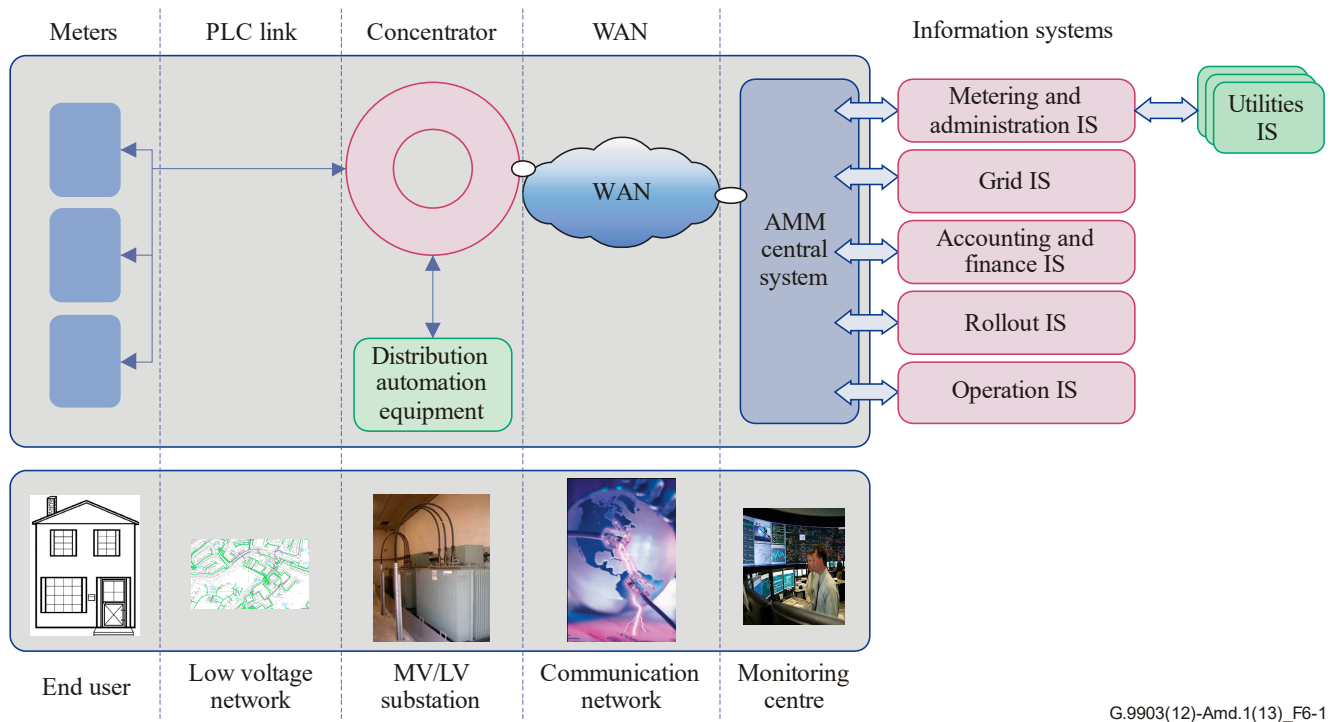 Meters
PLC link
Concentrator
WAN
Information systems
Metering and
administration IS
Utilities
IS
Grid IS
WAN
AMM
central
system
Accounting and
finance IS
Rollout IS
Distribution
automation
equipment
Operation IS
End user
Low voltage
network
MV/LV
substation
Communication
network
Monitoring
centre
G.9903(12)-Amd.1(13)_F6-1